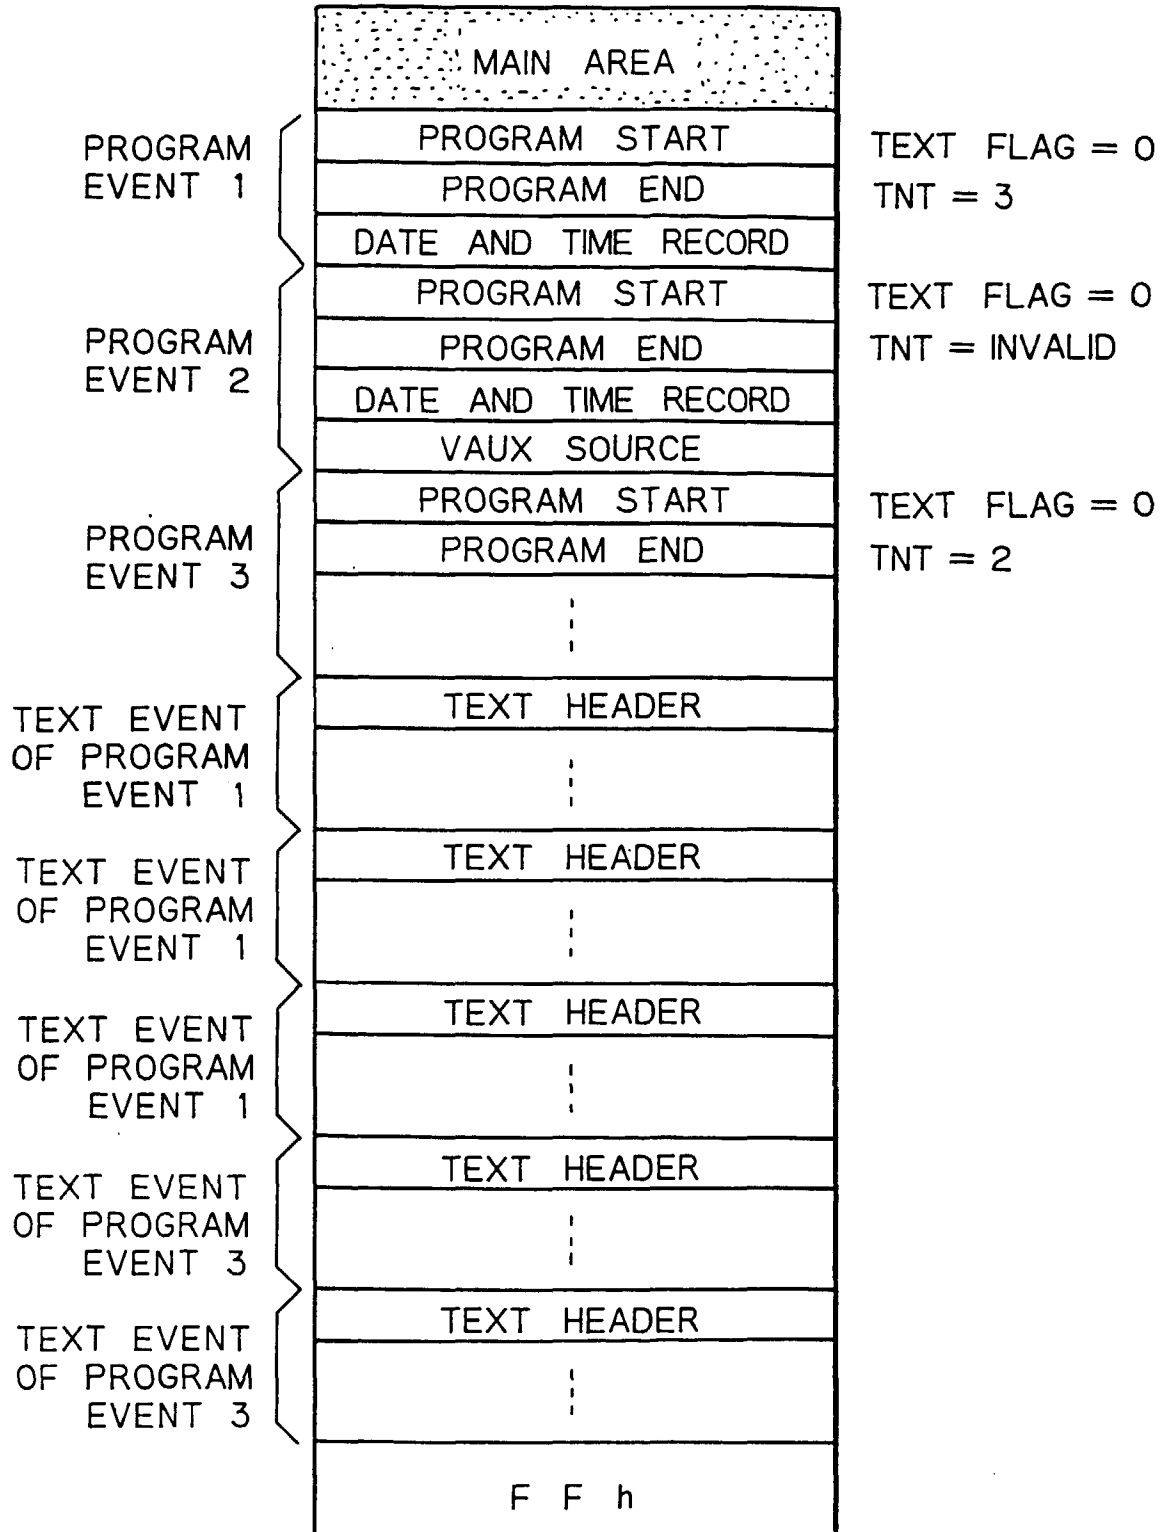 MAIN AREA
PROGRAM
EVENT 1
PROGRAM START
TEXT FLAG = 0
PROGRAM END
TNT = 3
DATE AND TIME RECORD
PROGRAM
EVENT 2
PROGRAM START
TEXT FLAG = 0
PROGRAM END
TNT = INVALID
DATE AND TIME RECORD
VAUX SOURCE
PROGRAM
EVENT 3
PROGRAM START
TEXT FLAG = 0
PROGRAM END
TNT = 2
TEXT EVENT
OF PROGRAM
EVENT 1
TEXT HEADER
TEXT EVENT
OF PROGRAM
EVENT 1
TEXT HEADER
TEXT EVENT
OF PROGRAM
EVENT 1
TEXT HEADER
TEXT EVENT
OF PROGRAM
EVENT 3
TEXT HEADER
TEXT EVENT
OF PROGRAM
EVENT 3
TEXT HEADER
F F h